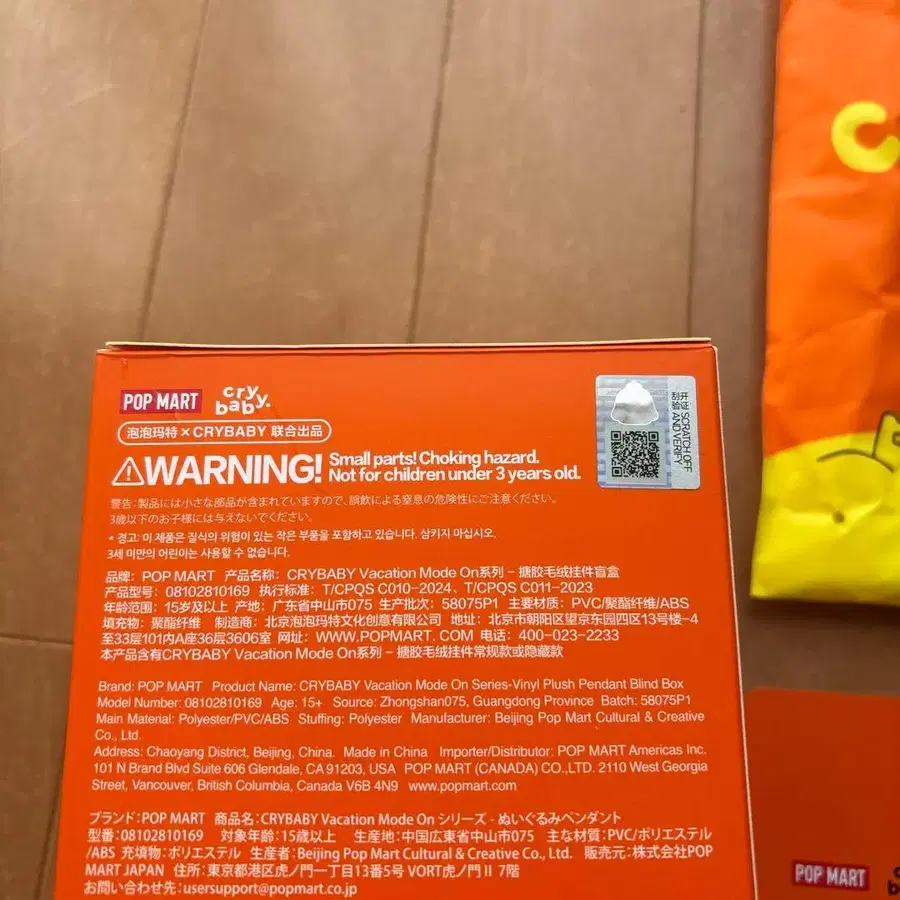 POP MART cry baby.
泡泡玛特×CRYBABY 联合出品
开证 SCRATCH OFF
刮验 AND VERIFY
WARNING! Small parts! Choking hazard.
Not for children under 3 years old.
警告:製品には小さな部品が含まれていますので、誤飲による窒息の危険性にご注意ください。
3歳以下のお子様には与えないでください。
* 경고: 이 제품은 질식의 위험이 있는 작은 부품을 포함하고 있습니다. 삼키지 마십시오.
3세 미만의 어린이는 사용할 수 없습니다.
品牌: POP MART 产品名称: CRYBABY Vacation Mode On系列 - 搪胶毛绒挂件盲盒
产品型号: 08102810169 执行标准: T/CPQS C010-2024、T/CPQS C011-2023
年龄范围: 15岁及以上 产地: 广东省中山市075 生产批次: 58075P1 主要材质: PVC/聚酯纤维/ABS
填充物: 聚酯纤维 制造商: 北京泡泡玛特文化创意有限公司 地址: 北京市朝阳区望京东园四区13号楼-4
至33层101内A座36层3606室 网址: WWW.POPMART.COM 电话: 400-023-2233
本产品含有CRYBABY Vacation Mode On系列 - 搪胶毛绒挂件常规款或隐藏款
Brand: POP MART Product Name: CRYBABY Vacation Mode On Series-Vinyl Plush Pendant Blind Box
Model Number: 08102810169 Age: 15+ Source: Zhongshan075, Guangdong Province Batch: 58075P1
Main Material: Polyester/PVC/ABS Stuffing: Polyester Manufacturer: Beijing Pop Mart Cultural & Creative
Co., Ltd.
Address: Chaoyang District, Beijing, China. Made in China Importer/Distributor: POP MART Americas Inc.
101 N Brand Blvd Suite 606 Glendale, CA 91203, USA POP MART (CANADA) CO.,LTD. 2110 West Georgia
Street, Vancouver, British Columbia, Canada V6B 4N9 www.popmart.com
ブランド:POP MART 商品名:CRYBABY Vacation Mode On シリーズ - ぬいぐるみペンダント
型番:08102810169 対象年齢:15歳以上 生産地:中国広東省中山市075 主な材質:PVC/ポリエステル
/ABS 充填物:ポリエステル 生産者:Beijing Pop Mart Cultural & Creative Co., Ltd. 販売元:株式会社POP
MART JAPAN 住所:東京都港区虎ノ門一丁目13番5号 VORT虎ノ門Ⅱ 7階
お問い合わせ先:usersupport@popmart.co.jp
POP MART